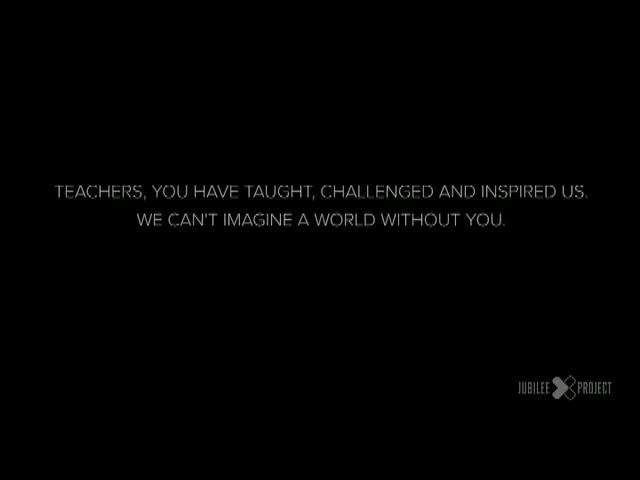 TEACHERS, YOU HAVE TAUGHT, CHALLENGED AND INSPIRED US.
WE CAN'T IMAGINE A WORLD WITHOUT YOU.
JUBILEE PROJECT